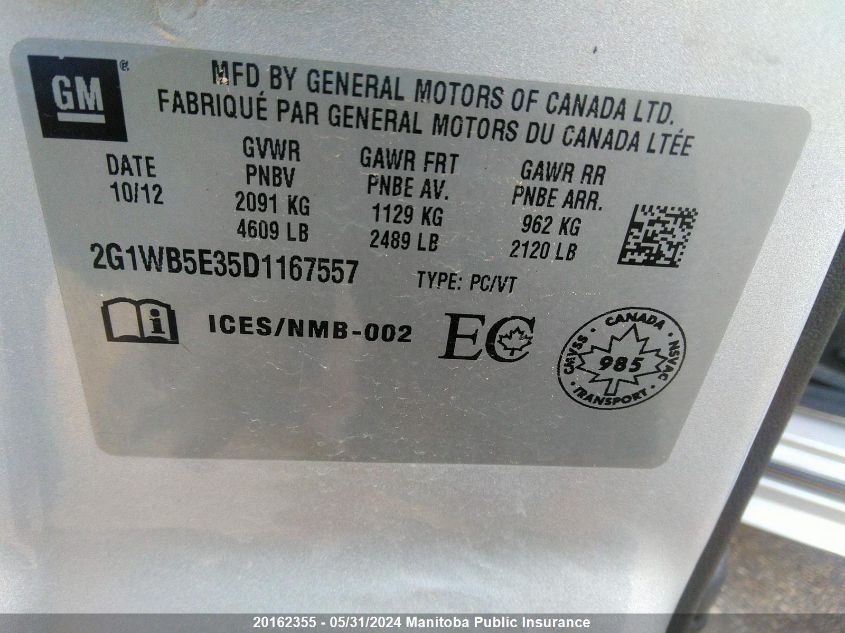 GM®
MFD BY GENERAL MOTORS OF CANADA LTD.
FABRIQUÉ PAR GENERAL MOTORS DU CANADA LTÉE
DATE
10/12
GVWR
PNBV
2091 KG
4609 LB
GAWR FRT
PNBE AV.
1129 KG
2489 LB
GAWR RR
PNBE ARR.
962 KG
2120 LB
2G1WB5E35D1167557 TYPE: PC/VT
ICES/NMB-002 EC
CANADA
CMVSS 985 NSVAC
TRANSPORT
20162355 - 05/31/2024 Manitoba Public Insurance